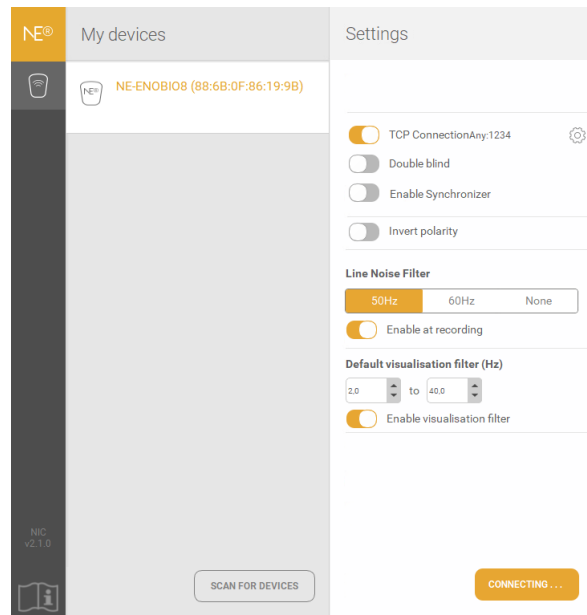 NE®
My devices
Settings
NE®
NE-ENOBIO8 (88:6B:0F:86:19:9B)
TCP ConnectionAny:1234
Double blind
Enable Synchronizer
Invert polarity
Line Noise Filter
50Hz 60Hz None
Enable at recording
Default visualisation filter (Hz)
2,0 to 40,0
Enable visualisation filter
NIC
v2.1.0
SCAN FOR DEVICES
CONNECTING . . .